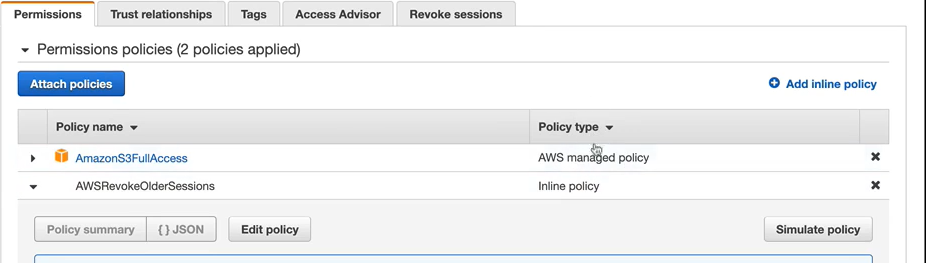 Permissions Trust relationships Tags Access Advisor Revoke sessions
Permissions policies (2 policies applied)
Attach policies Add inline policy
Policy name Policy type
AmazonS3FullAccess AWS managed policy
AWSRevokeOlderSessions Inline policy
Policy summary { } JSON Edit policy Simulate policy